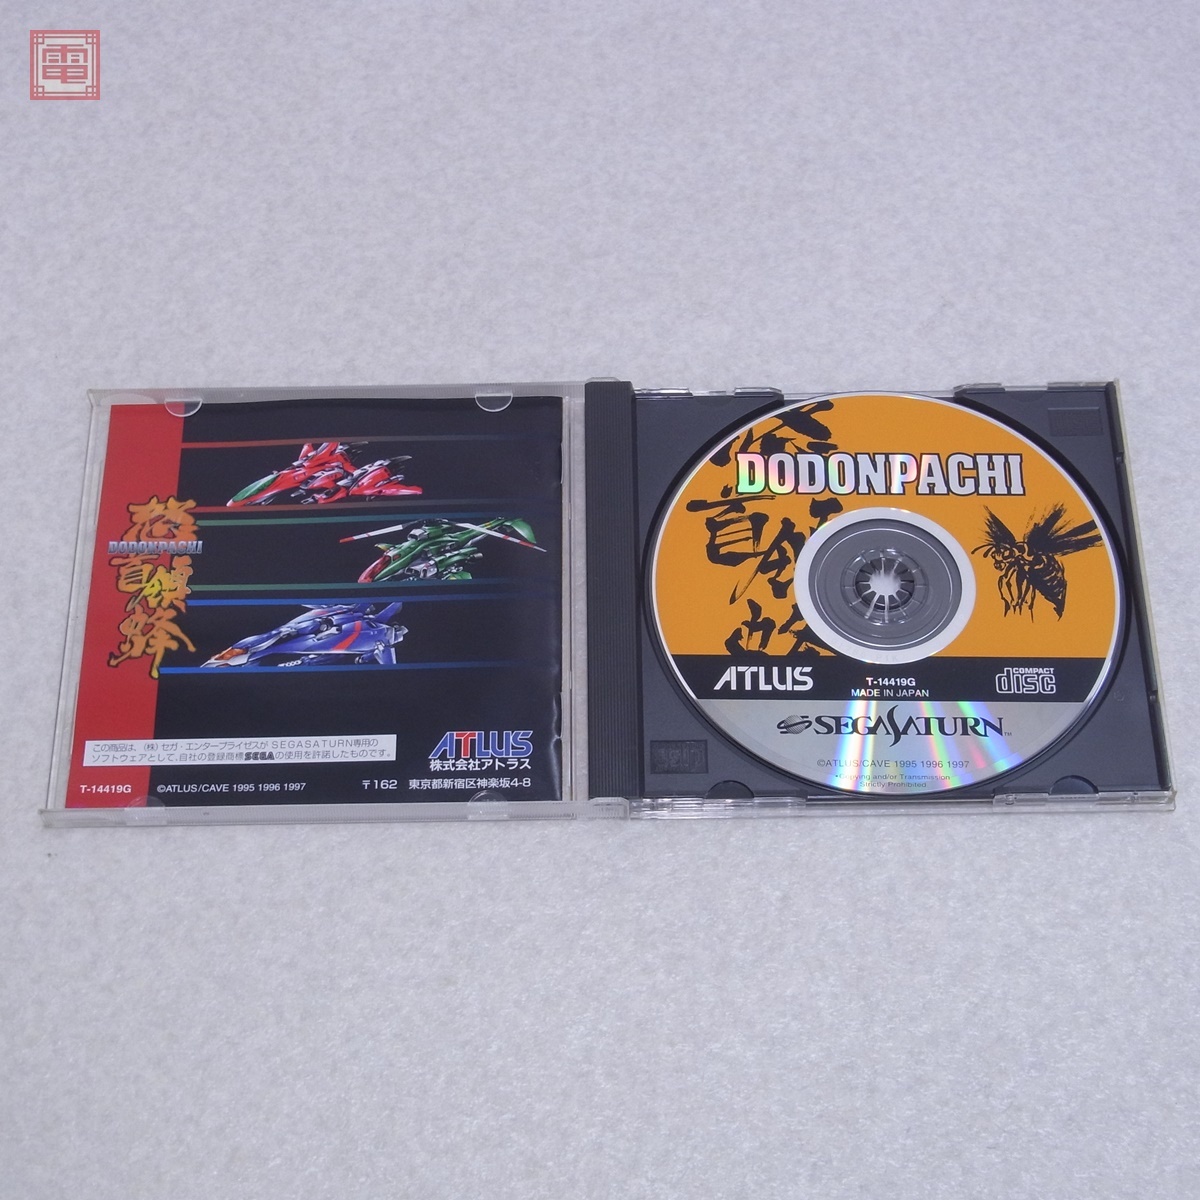 電
怒
DODONPACHI
首領
蜂
この商品は、(株)セガ・エンタープライゼスがSEGASATURN専用の
ソフトウェアとして、自社の登録商標SEGAの使用を許諾したものです。
ATLUS
株式会社アトラス
T-14419G
©ATLUS/CAVE 1995 1996 1997
〒162 東京都新宿区神楽坂4-8
怒
DODONPACHI
首領
蜂
ATLUS
T-14419G
MADE IN JAPAN
COMPACT
disc
SEGASATURN™
©ATLUS/CAVE 1995 1996 1997
•Copying and/or Transmission
Strictly Prohibited.